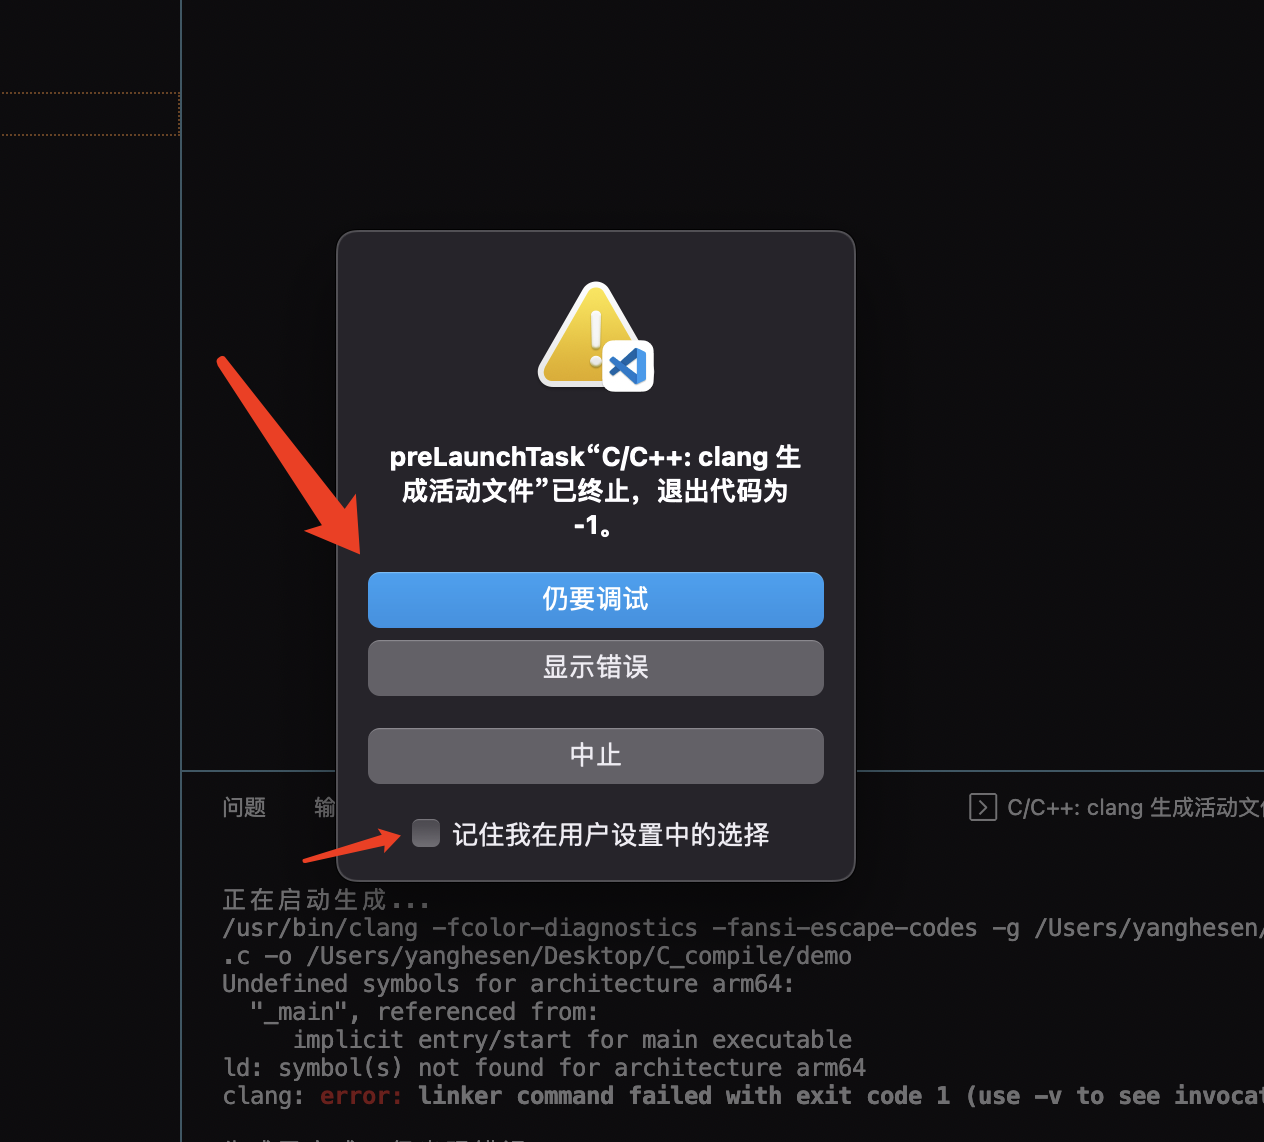 preLaunchTask“C/C++: clang 生
成活动文件”已终止，退出代码为
-1。
仍要调试
显示错误
中止
记住我在用户设置中的选择
问题
输
C/C++: clang 生成活动文
正在启动生成...
/usr/bin/clang -fcolor-diagnostics -fansi-escape-codes -g /Users/yanghesen/
.c -o /Users/yanghesen/Desktop/C_compile/demo
Undefined symbols for architecture arm64:
"_main", referenced from:
implicit entry/start for main executable
ld: symbol(s) not found for architecture arm64
clang: error: linker command failed with exit code 1 (use -v to see invocat